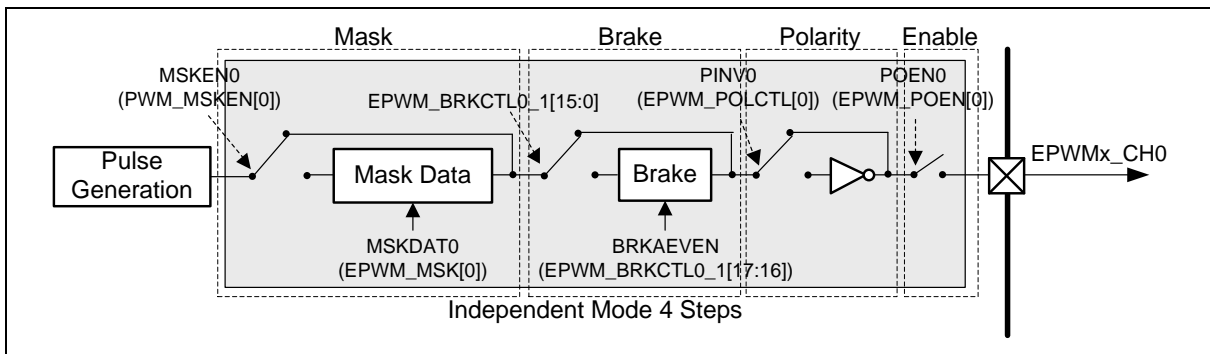 Mask
Brake
Polarity
Enable
MSKEN0
(PWM_MSKEN[0])
EPWM_BRKCTL0_1[15:0]
PINV0
(EPWM_POLCTL[0])
POEN0
(EPWM_POEN[0])
Pulse
Generation
Mask Data
Brake
EPWMx_CH0
MSKDAT0
(EPWM_MSK[0])
BRKAEVEN
(EPWM_BRKCTL0_1[17:16])
Independent Mode 4 Steps